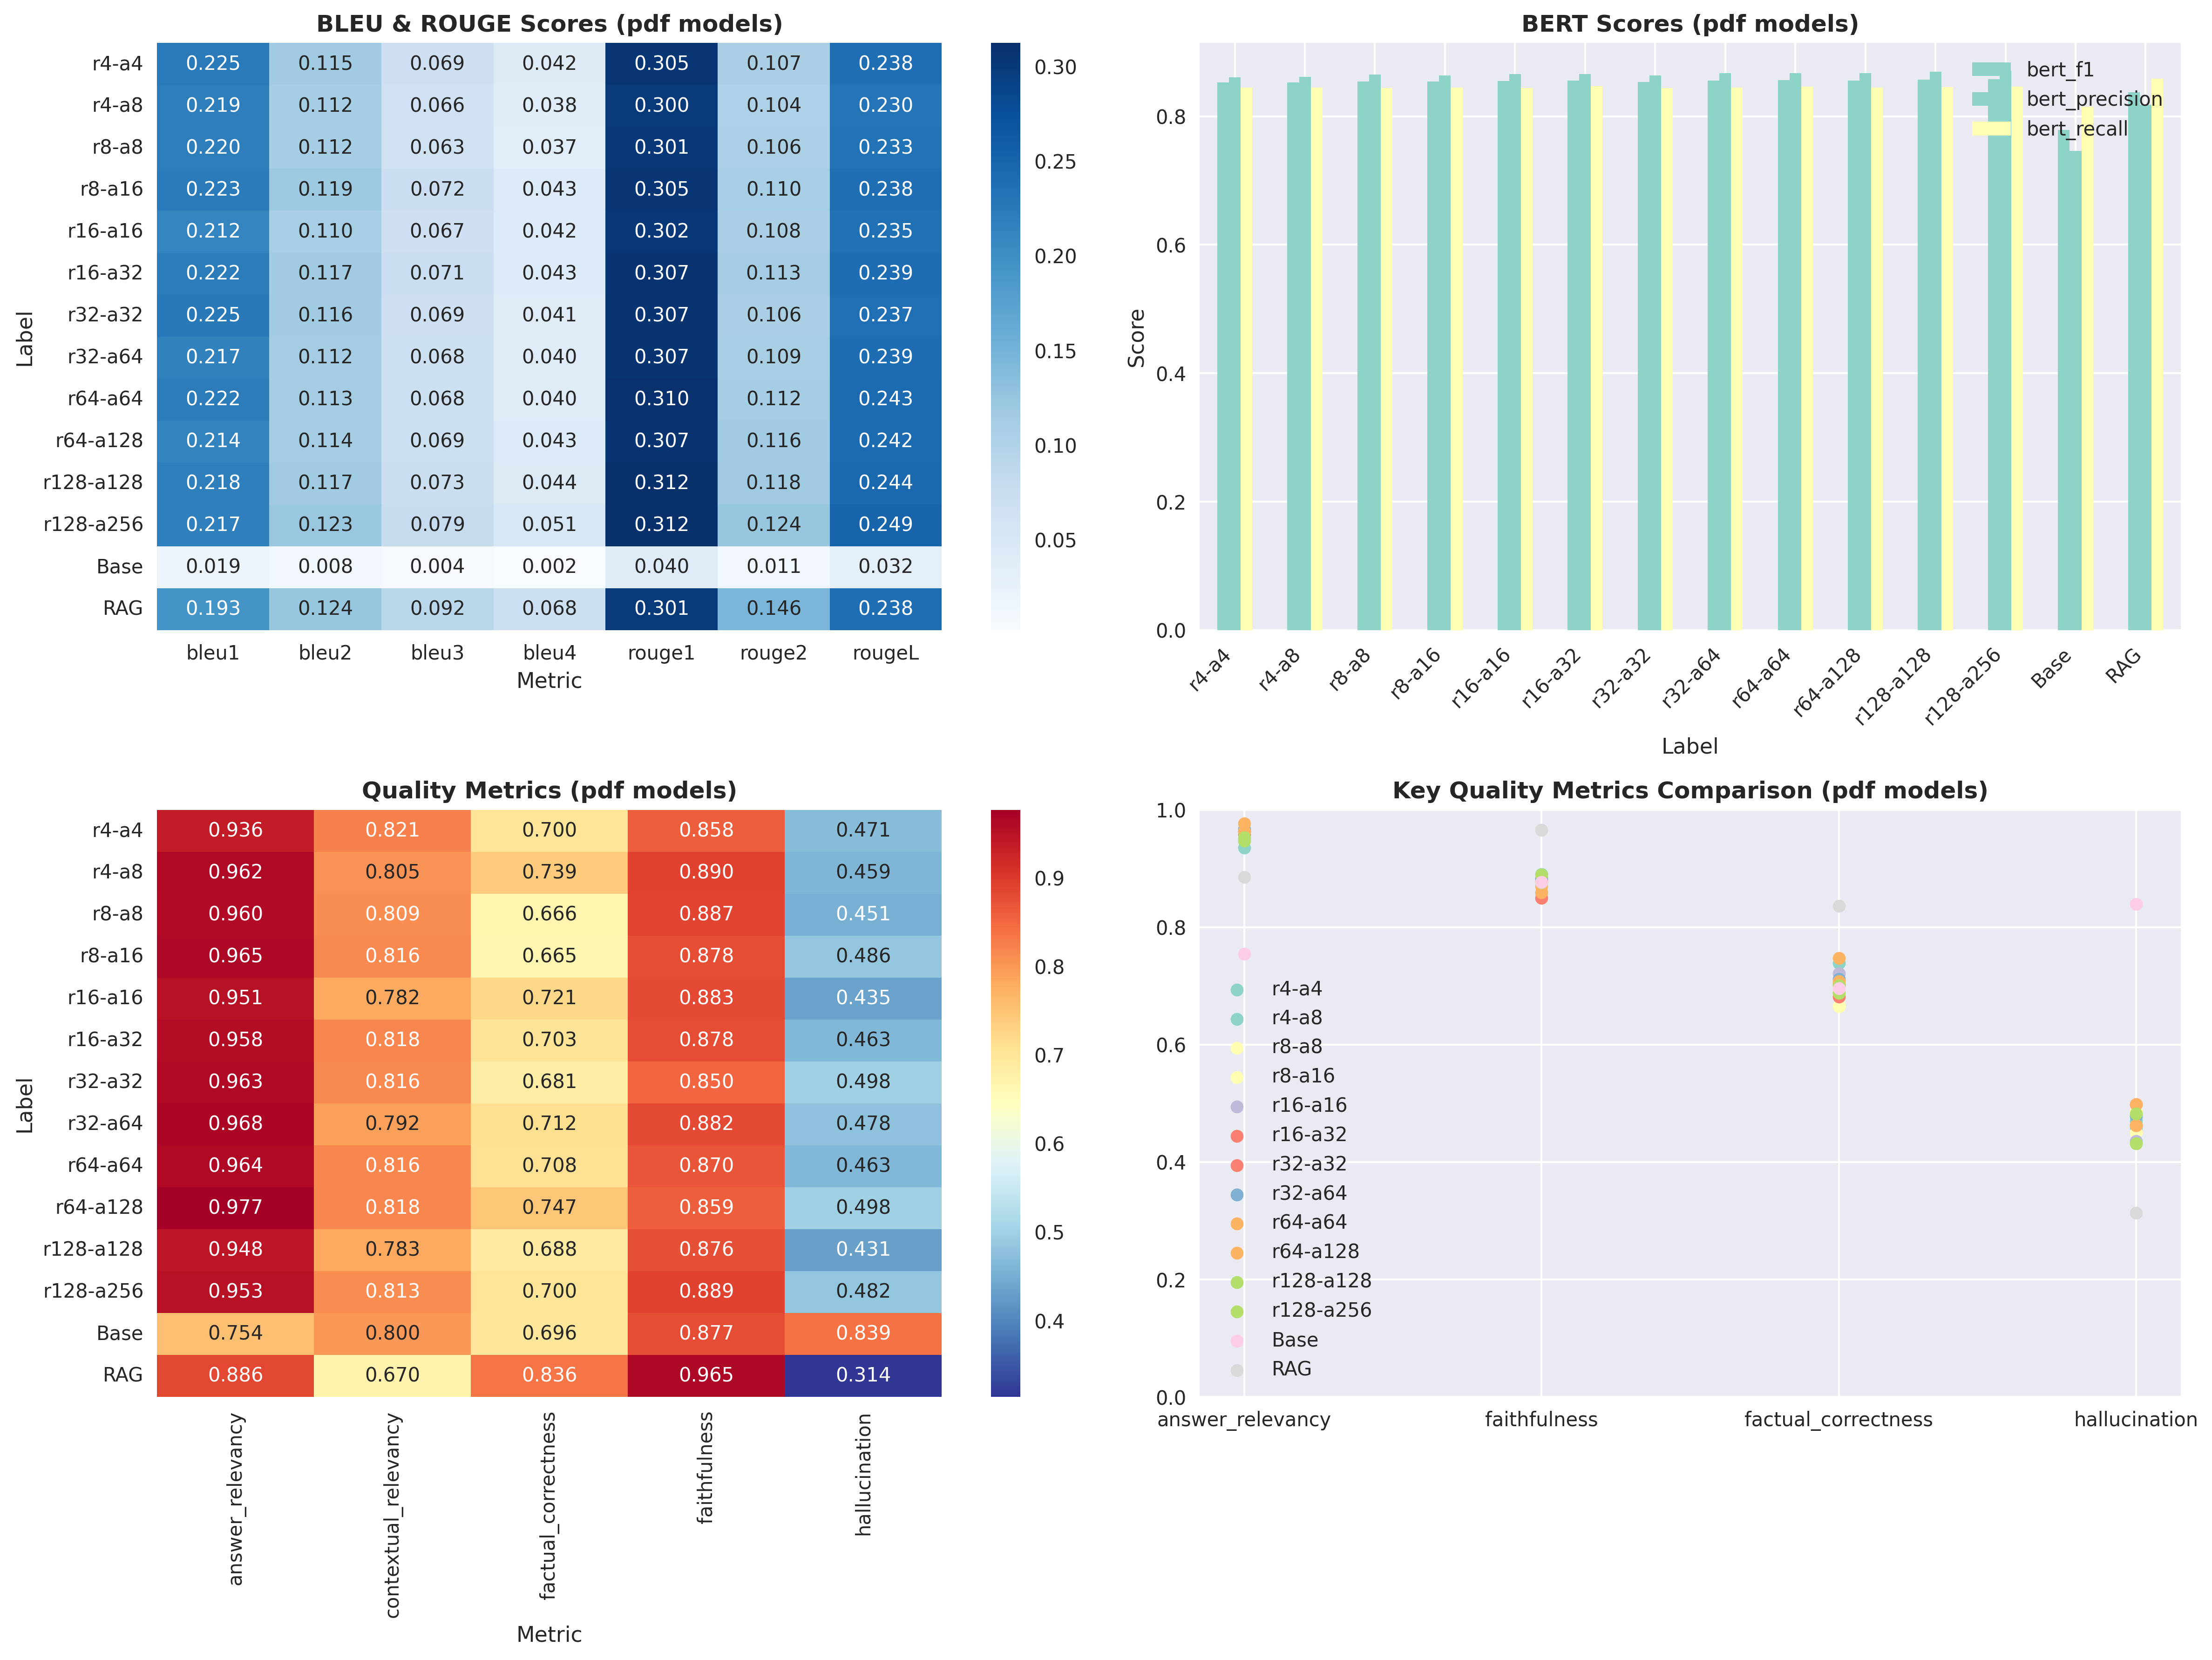 BLEU & ROUGE Scores (pdf models)
Label
r4-a4 0.225 0.115 0.069 0.042 0.305 0.107 0.238
r4-a8 0.219 0.112 0.066 0.038 0.300 0.104 0.230
r8-a8 0.220 0.112 0.063 0.037 0.301 0.106 0.233
r8-a16 0.223 0.119 0.072 0.043 0.305 0.110 0.238
r16-a16 0.212 0.110 0.067 0.042 0.302 0.108 0.235
r16-a32 0.222 0.117 0.071 0.043 0.307 0.113 0.239
r32-a32 0.225 0.116 0.069 0.041 0.307 0.106 0.237
r32-a64 0.217 0.112 0.068 0.040 0.307 0.109 0.239
r64-a64 0.222 0.113 0.068 0.040 0.310 0.112 0.243
r64-a128 0.214 0.114 0.069 0.043 0.307 0.116 0.242
r128-a128 0.218 0.117 0.073 0.044 0.312 0.118 0.244
r128-a256 0.217 0.123 0.079 0.051 0.312 0.124 0.249
Base 0.019 0.008 0.004 0.002 0.040 0.011 0.032
RAG 0.193 0.124 0.092 0.068 0.301 0.146 0.238
bleu1 bleu2 bleu3 bleu4 rouge1 rouge2 rougeL
Metric
0.30
0.25
0.20
0.15
0.10
0.05
BERT Scores (pdf models)
Score
0.8
0.6
0.4
0.2
0.0
bert_f1
bert_precision
bert_recall
r4-a4 r4-a8 r8-a8 r8-a16 r16-a16 r16-a32 r32-a32 r32-a64 r64-a64 r64-a128 r128-a128 r128-a256 Base RAG
Label
Quality Metrics (pdf models)
Label
r4-a4 0.936 0.821 0.700 0.858 0.471
r4-a8 0.962 0.805 0.739 0.890 0.459
r8-a8 0.960 0.809 0.666 0.887 0.451
r8-a16 0.965 0.816 0.665 0.878 0.486
r16-a16 0.951 0.782 0.721 0.883 0.435
r16-a32 0.958 0.818 0.703 0.878 0.463
r32-a32 0.963 0.816 0.681 0.850 0.498
r32-a64 0.968 0.792 0.712 0.882 0.478
r64-a64 0.964 0.816 0.708 0.870 0.463
r64-a128 0.977 0.818 0.747 0.859 0.498
r128-a128 0.948 0.783 0.688 0.876 0.431
r128-a256 0.953 0.813 0.700 0.889 0.482
Base 0.754 0.800 0.696 0.877 0.839
RAG 0.886 0.670 0.836 0.965 0.314
answer_relevancy contextual_relevancy factual_correctness faithfulness hallucination
Metric
0.9
0.8
0.7
0.6
0.5
0.4
Key Quality Metrics Comparison (pdf models)
1.0
0.8
0.6
0.4
0.2
0.0
r4-a4
r4-a8
r8-a8
r8-a16
r16-a16
r16-a32
r32-a32
r32-a64
r64-a64
r64-a128
r128-a128
r128-a256
Base
RAG
answer_relevancy faithfulness factual_correctness hallucination